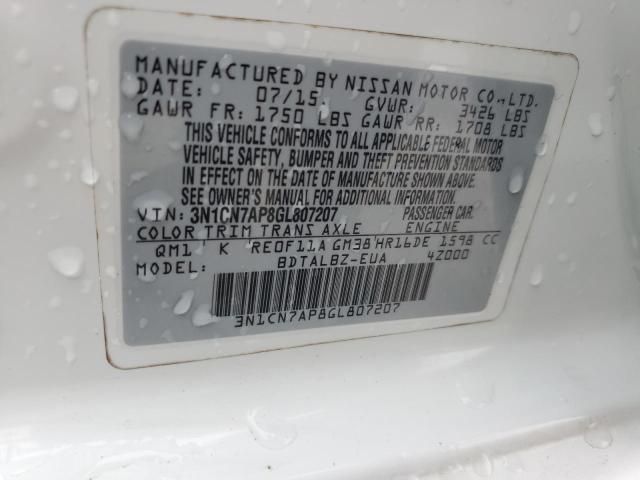 MANUFACTURED BY NISSAN MOTOR CO., LTD.
DATE: 07/15 GVWR: 3426 LBS
GAWR FR: 1750 LBS GAWR RR: 1708 LBS
THIS VEHICLE CONFORMS TO ALL APPLICABLE FEDERAL MOTOR
VEHICLE SAFETY, BUMPER AND THEFT PREVENTION STANDARDS
IN EFFECT ON THE DATE OF MANUFACTURE SHOWN ABOVE.
SEE OWNER'S MANUAL FOR ADDITIONAL INFORMATION.
VIN: 3N1CN7AP8GL807207 PASSENGER CAR.
COLOR TRIM TRANS AXLE ENGINE
QM1 K RE0F11A GM38 HR16DE 1598 CC
MODEL: BDTALBZ-EUA 4Z000
3N1CN7AP8GL807207